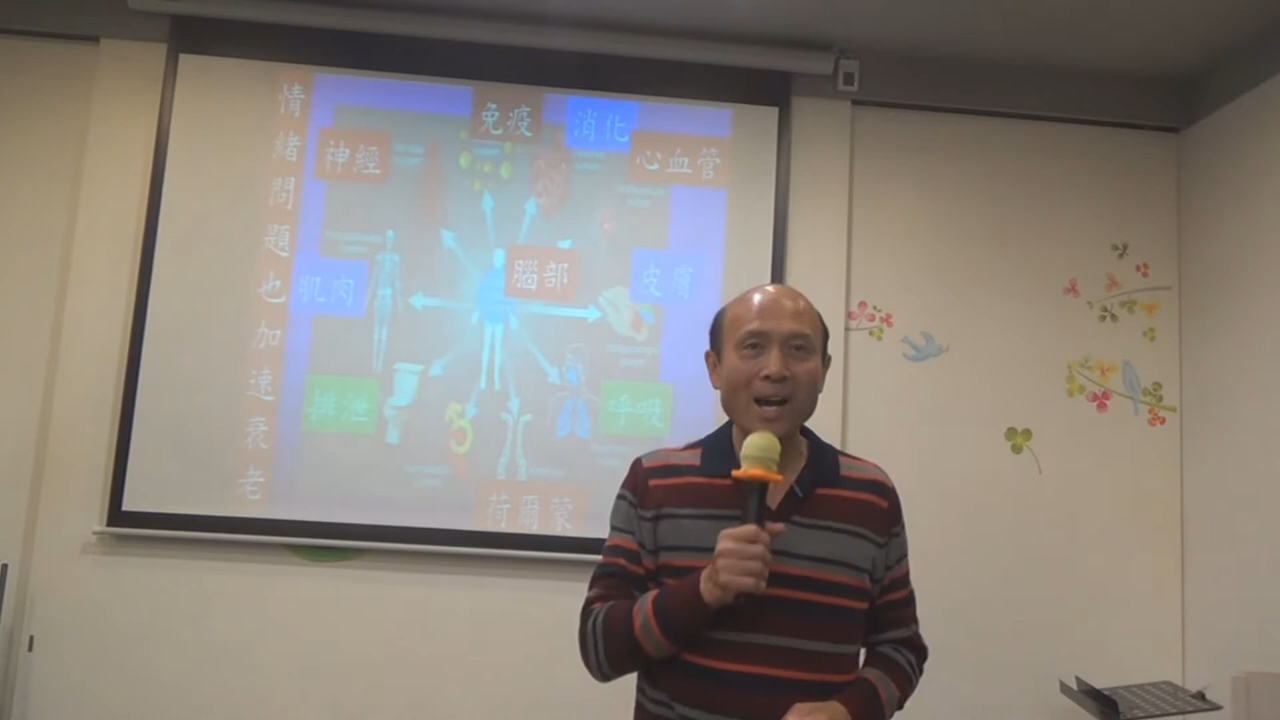 情緒問題也加速衰老
免疫
消化
神經
心血管
腦部
肌肉
皮膚
排泄
呼吸
荷爾蒙